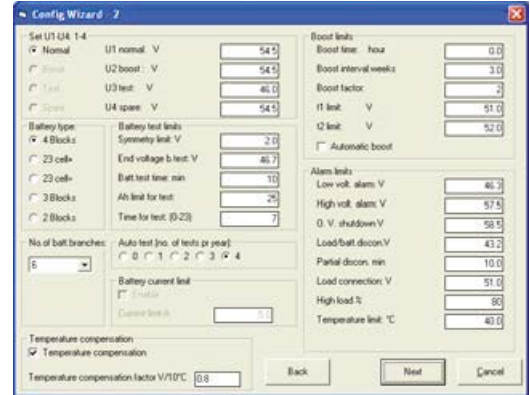 Config Wizard - 2
Set U1-U4: 1-4
Normal
Boost
Test
Spare
U1 normal: V 54.5
U2 boost: V 54.5
U3 test: V 46.0
U4 spare: V 54.5
Battery type:
4 Blocks
23 cell+
23 cell+
3 Blocks
2 Blocks
Battery test limits
Symmetry limit: V 2.0
End voltage b.test: V 46.7
Batt.test time: min 10
Ah limit for test: 25
Time for test: (0-23) 7
No.of batt.branches:
6
Auto test (no. of tests pr year):
0 1 2 3 4
Battery current limit
Enable
Current limit A 5.0
Temperature compensation
Temperature compensation
Temperature compensation factor V/10°C 0.8
Boost limits
Boost time: hour 0.0
Boost interval:weeks 3.0
Boost factor: 2
t1 limit: V 51.0
t2 limit: V 52.0
Automatic boost
Alarm limits
Low volt. alarm: V 46.3
High volt. alarm: V 57.5
O. V. shutdown:V 58.5
Load/batt.discon:V 43.2
Partial discon. min 10.0
Load connection: V 51.0
High load % 80
Temperature limit: °C 40.0
Back
Next
Cancel